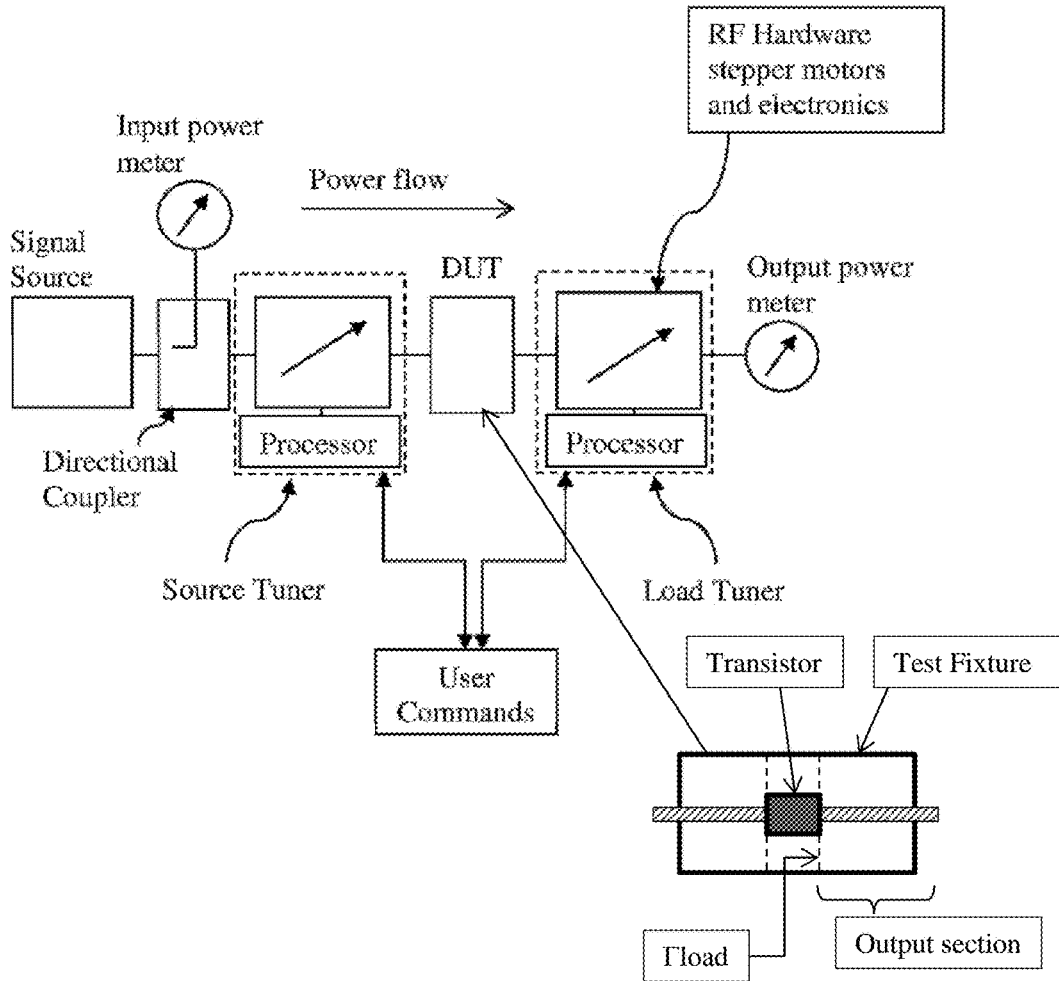 RF Hardware
stepper motors
and electronics
Input power
meter
Power flow
Signal
Source
DUT
Output power
meter
Processor
Processor
Directional
Coupler
Source Tuner
Load Tuner
User
Commands
Transistor
Test Fixture
Γload
Output section